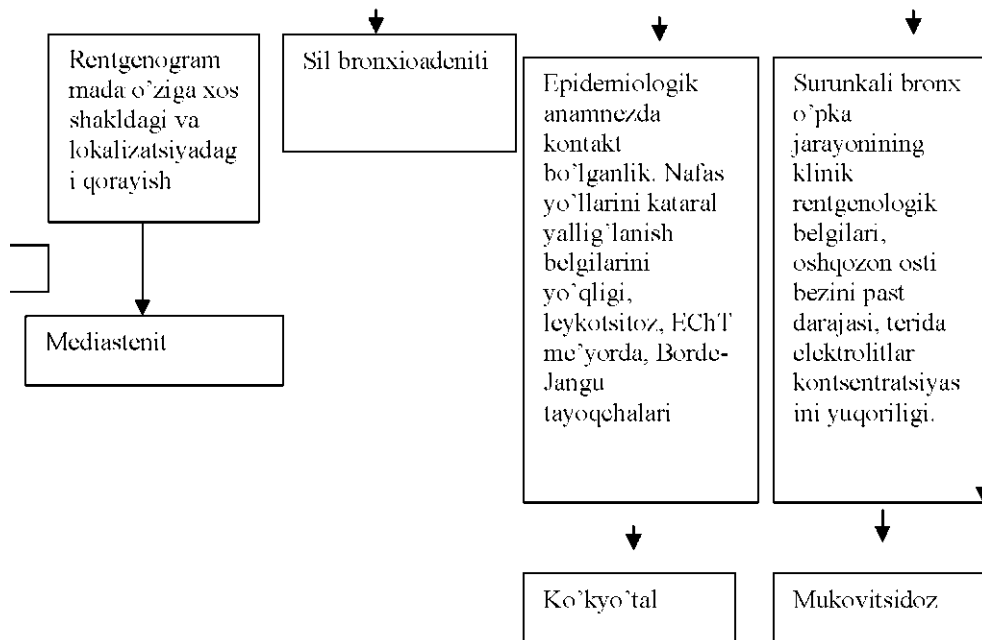 Rentgenogram
mada o’ziga xos
shakldagi va
lokalizatsiyadag
i qorayish
Mediastenit
Sil bronxioadeniti
Epidemiologik
anamnezda
kontakt
bo’lganlik. Nafas
yo’llarini kataral
yallig’lanish
belgilarini
yo’qligi,
leykotsitoz, EChT
me’yorda, Borde-
Jangu
tayoqchalari
Ko’kyo’tal
Surunkali bronx
o’pka
jarayonining
klinik
rentgenologik
belgilari,
oshqozon osti
bezini past
darajasi, terida
elektrolitlar
kontsentratsiyas
ini yuqoriligi.
Mukovitsidoz